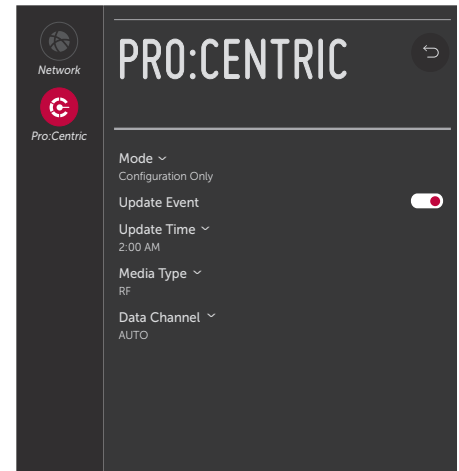 Network
Pro:Centric
PRO:CENTRIC
Mode
Configuration Only
Update Event
Update Time
2:00 AM
Media Type
RF
Data Channel
AUTO